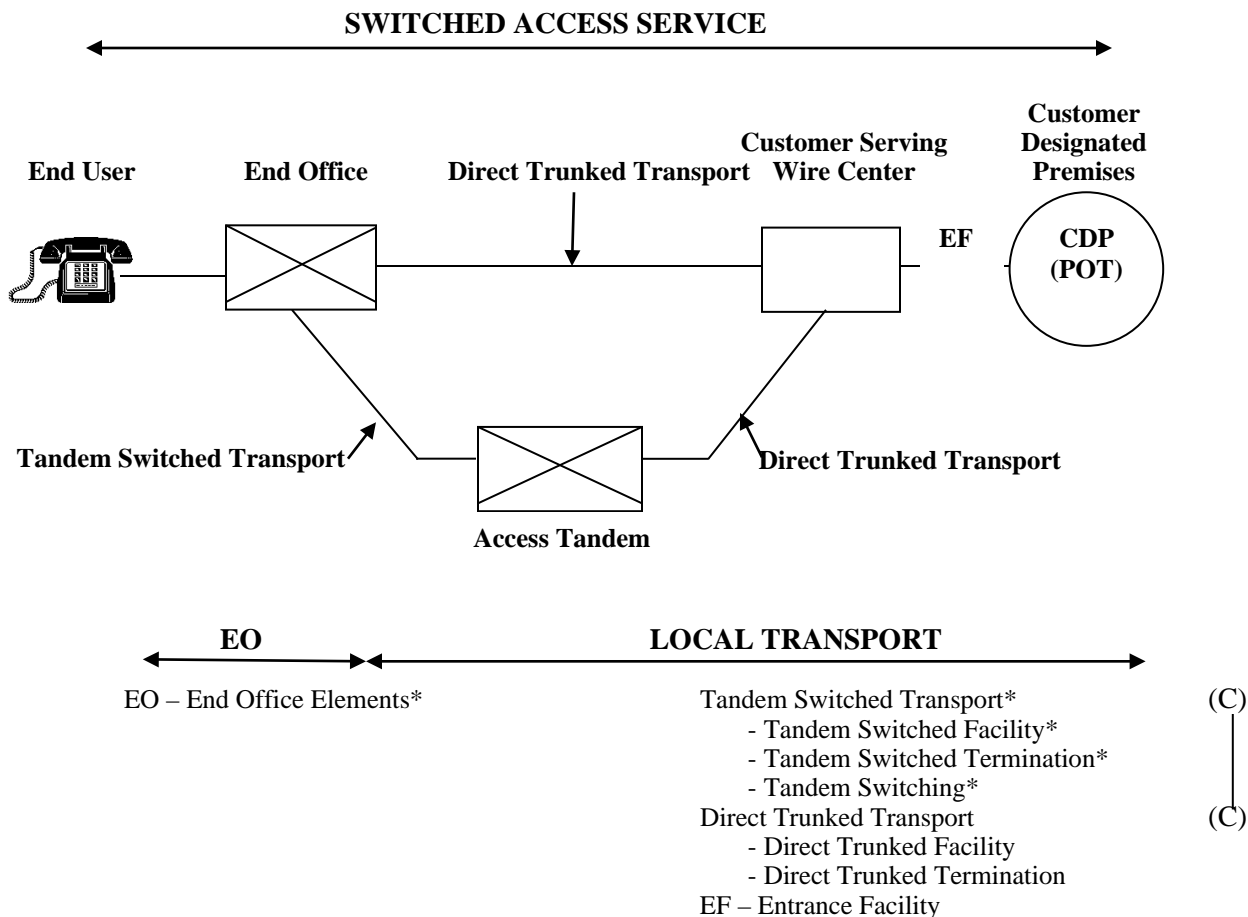 SWITCHED ACCESS SERVICE
Customer
Designated
Premises
Customer Serving
Wire Center
End User
End Office
Direct Trunked Transport
EF
CDP
(POT)
Tandem Switched Transport
Direct Trunked Transport
Access Tandem
EO
LOCAL TRANSPORT
EO – End Office Elements*
Tandem Switched Transport* (C)
- Tandem Switched Facility*
- Tandem Switched Termination*
- Tandem Switching*
Direct Trunked Transport (C)
- Direct Trunked Facility
- Direct Trunked Termination
EF – Entrance Facility